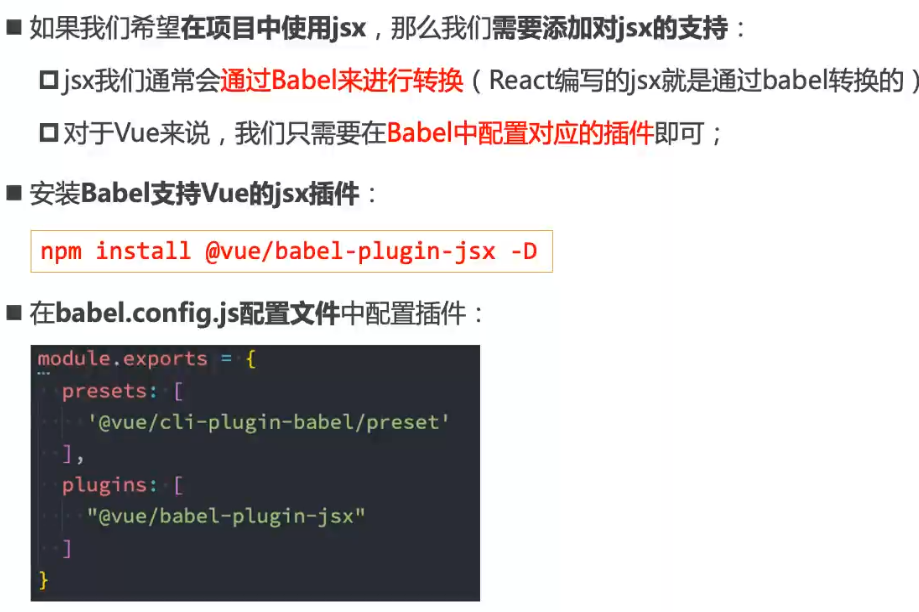 ■ 如果我们希望在项目中使用jsx，那么我们需要添加对jsx的支持：
□ jsx我们通常会通过Babel来进行转换（React编写的jsx就是通过babel转换的）
□ 对于Vue来说，我们只需要在Babel中配置对应的插件即可；
■ 安装Babel支持Vue的jsx插件：
npm install @vue/babel-plugin-jsx -D
■ 在babel.config.js配置文件中配置插件：
module.exports = {
  presets: [
    '@vue/cli-plugin-babel/preset'
  ],
  plugins: [
    "@vue/babel-plugin-jsx"
  ]
}